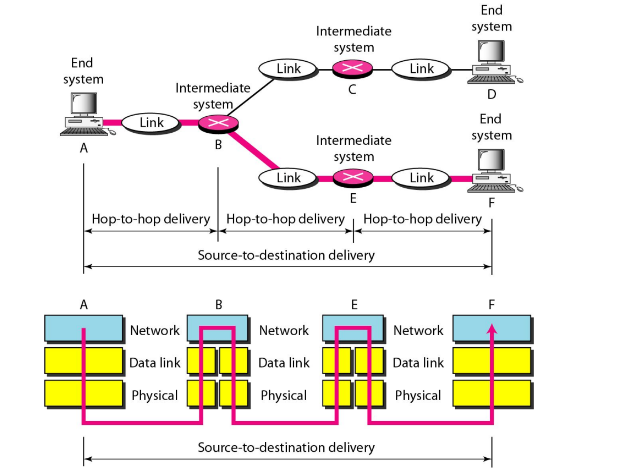 End
system
Intermediate
system
Link
Link
C
D
End
system
Intermediate
system
Link
A
B
End
system
Intermediate
system
Link
Link
E
F
Hop-to-hop delivery
Hop-to-hop delivery
Hop-to-hop delivery
Source-to-destination delivery
A
B
E
F
Network
Network
Network
Data link
Data link
Data link
Physical
Physical
Physical
Source-to-destination delivery